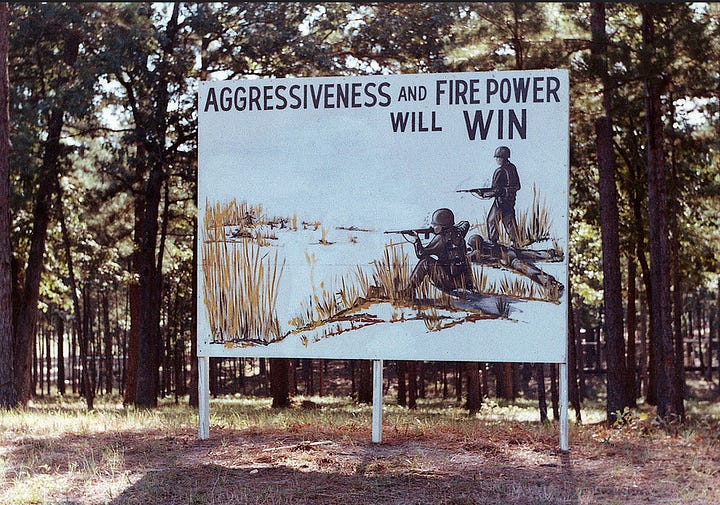 AGGRESSIVENESS AND FIRE POWER
WILL WIN